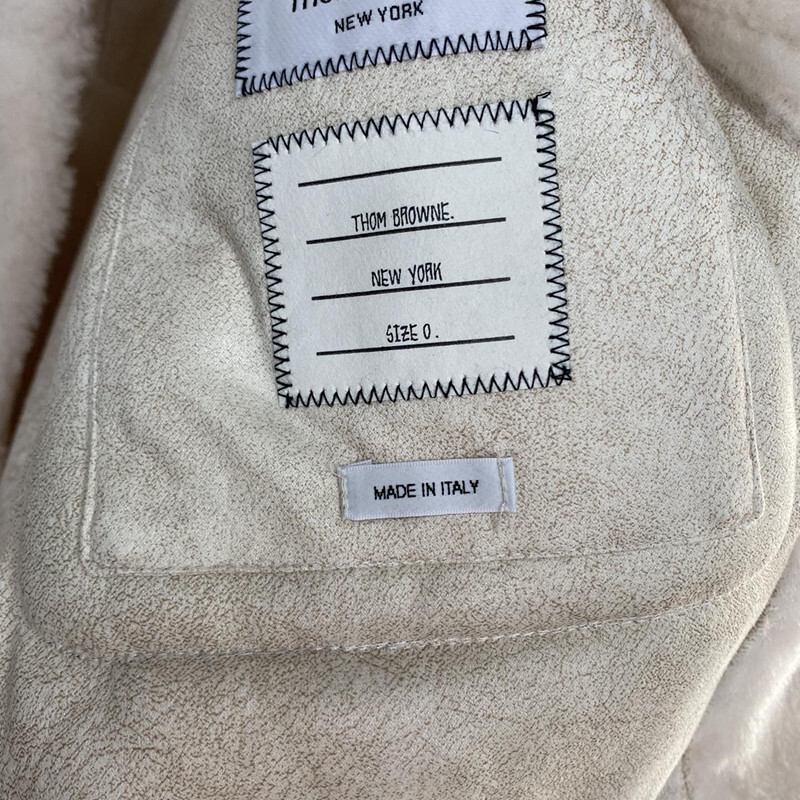 NEW YORK
THOM BROWNE.
NEW YORK
SIZE 0.
MADE IN ITALY